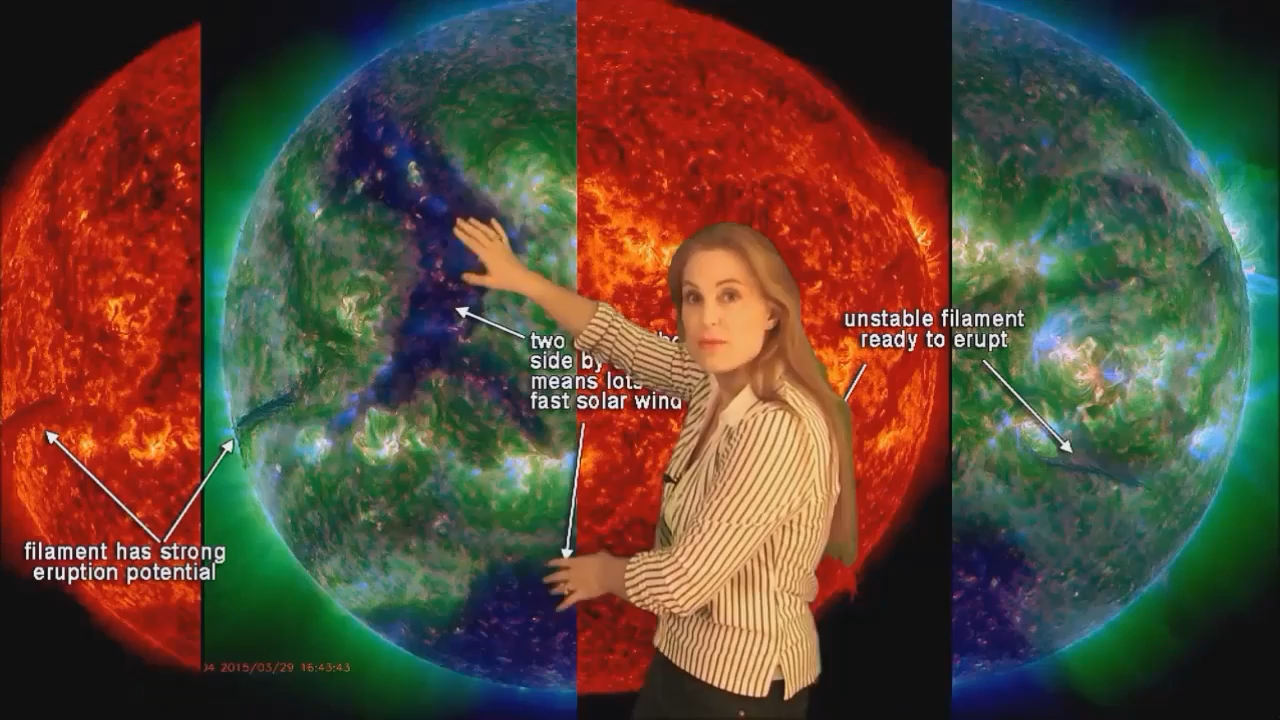 unstable filament
ready to erupt
two
side by
means lots
fast solar wind
filament has strong
eruption potential
04 2015/03/29 16:43:43